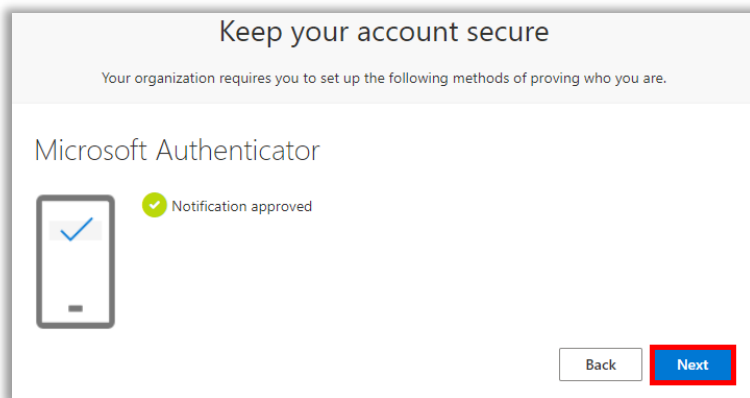 Keep your account secure
Your organization requires you to set up the following methods of proving who you are.
Microsoft Authenticator
Notification approved
Back
Next